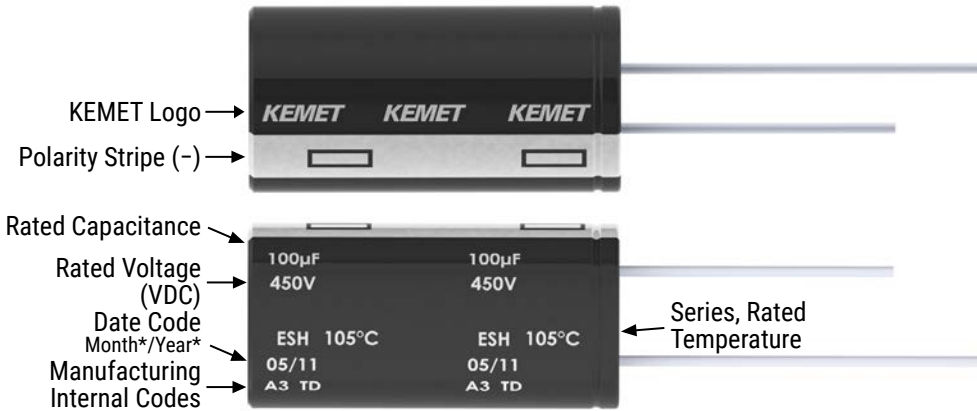 KEMET Logo
KEMET KEMET KEMET
Polarity Stripe (−)
Rated Capacitance
100µF 100µF
Rated Voltage
(VDC)
450V 450V
Date Code
Month*/Year*
ESH 105°C ESH 105°C
05/11 05/11
Manufacturing
Internal Codes
A3 TD A3 TD
Series, Rated
Temperature